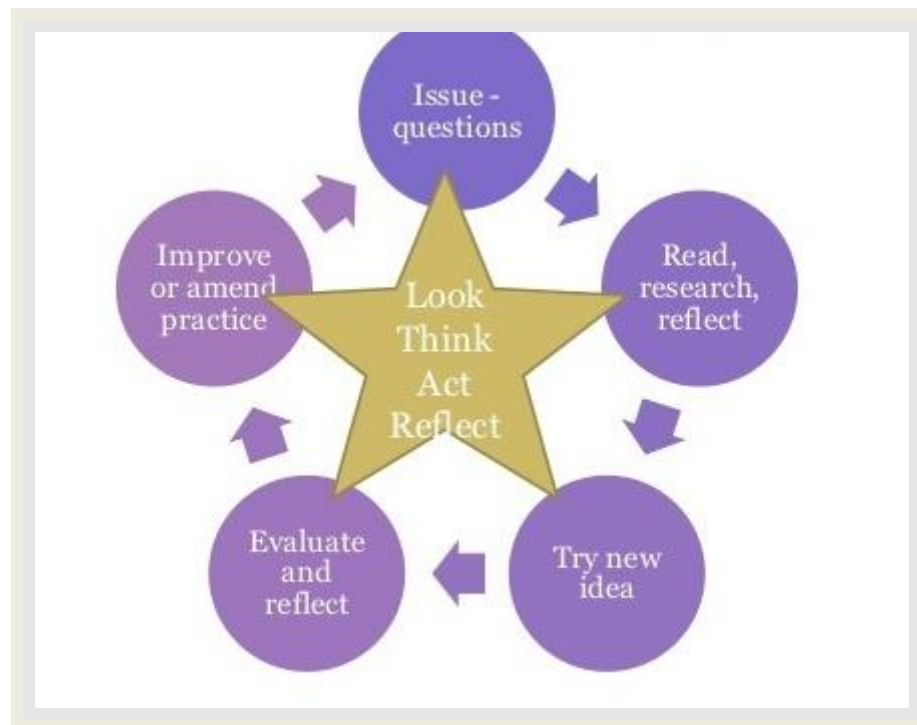 Issue -
questions
Read,
research,
reflect
Try new
idea
Evaluate
and
reflect
Improve
or amend
practice
Look
Think
Act
Reflect